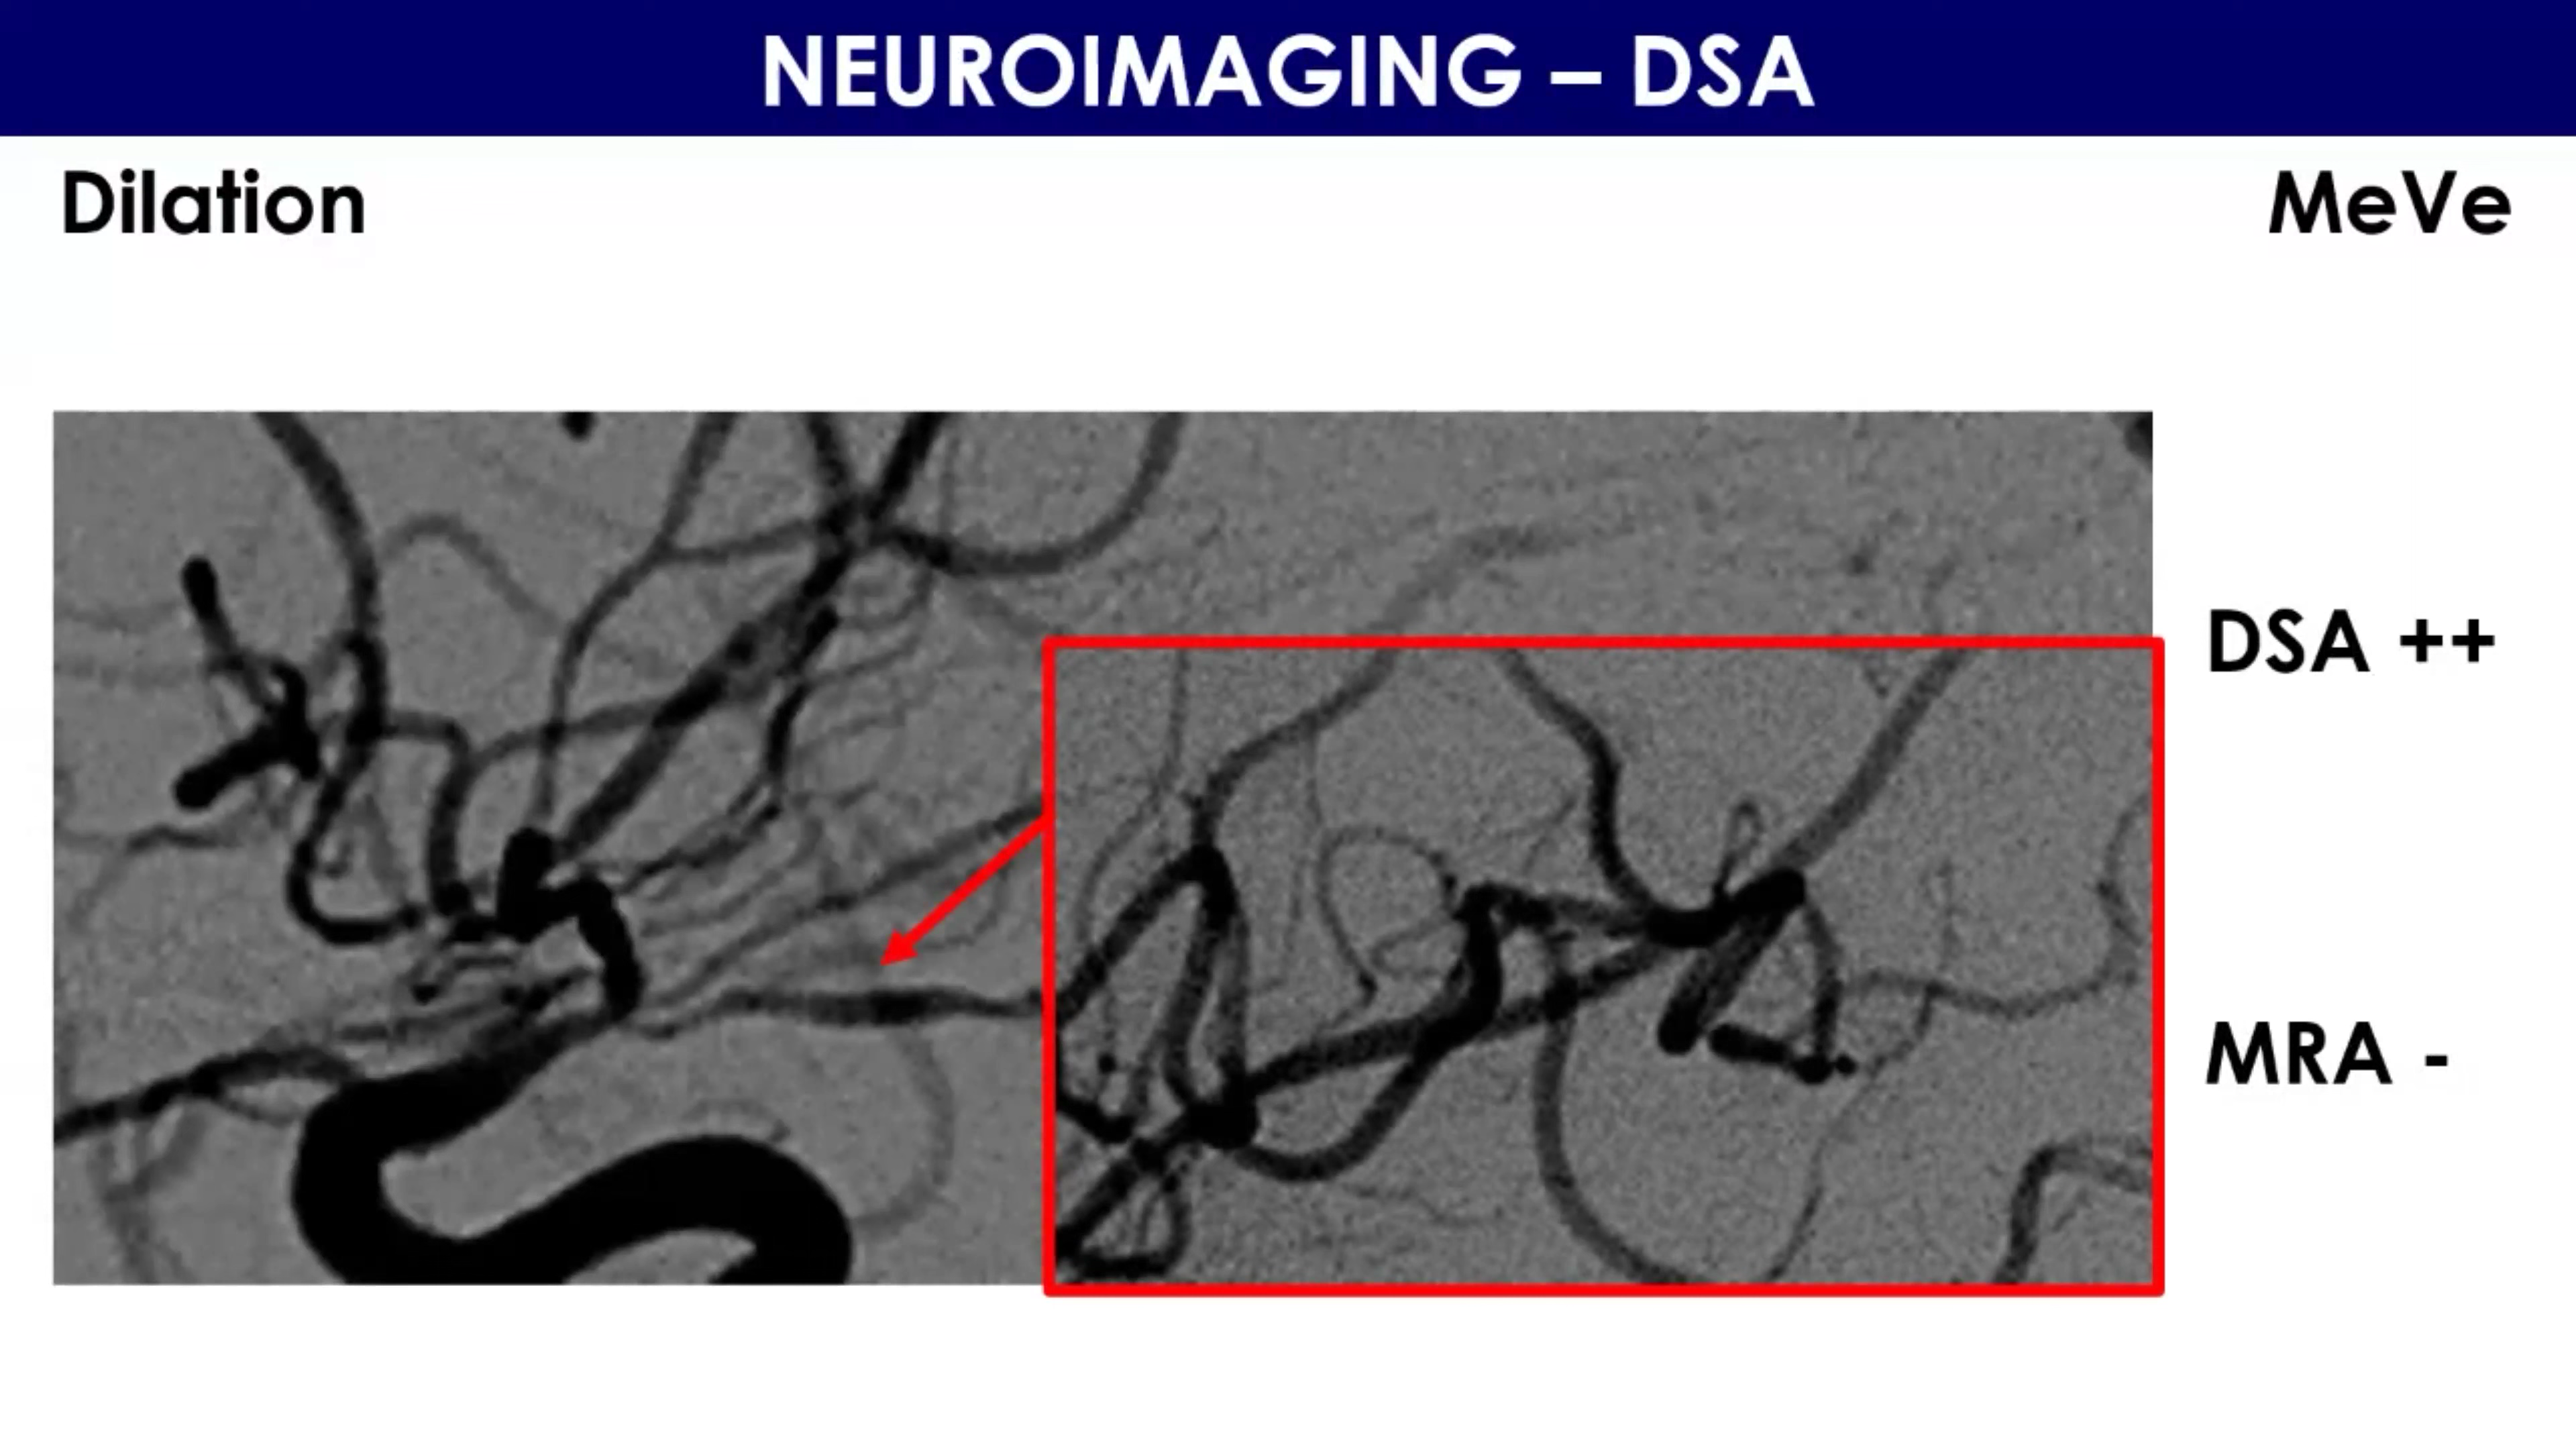 NEUROIMAGING – DSA
Dilation
MeVe
DSA ++
MRA -